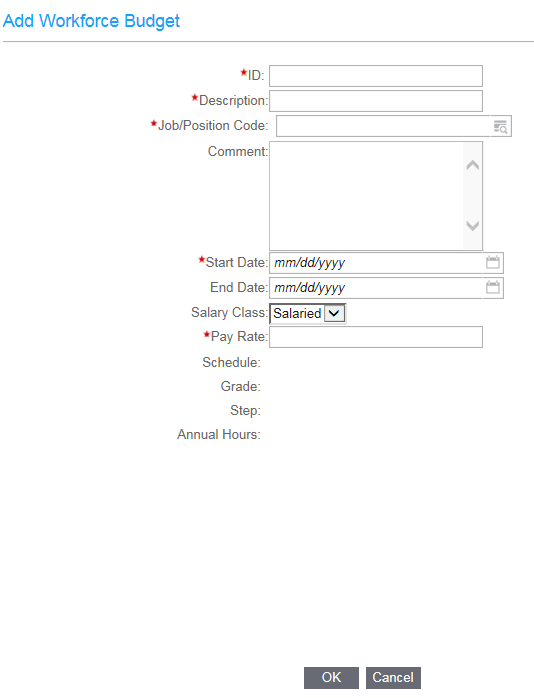 Add Workforce Budget
*ID:
*Description:
*Job/Position Code:
Comment:
*Start Date: mm/dd/yyyy
End Date: mm/dd/yyyy
Salary Class: Salaried
*Pay Rate:
Schedule:
Grade:
Step:
Annual Hours:
OK Cancel